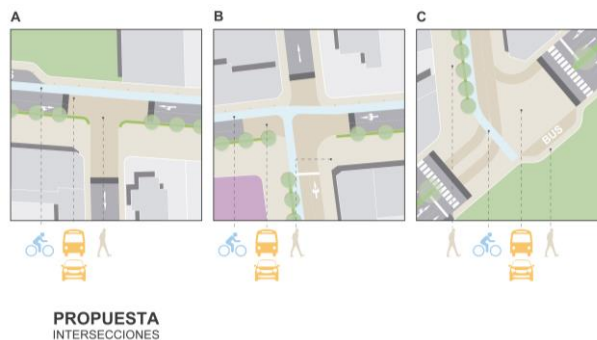 A
B
C
BUS
PROPUESTA
INTERSECCIONES